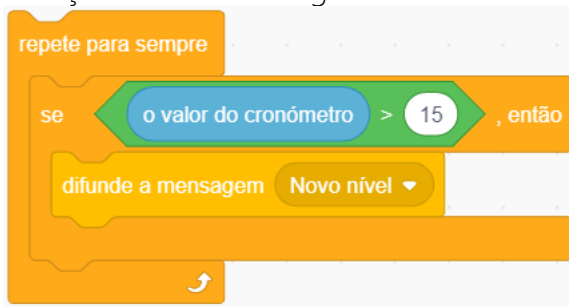 repete para sempre
se o valor do cronómetro > 15 , então
difunde a mensagem Novo nível